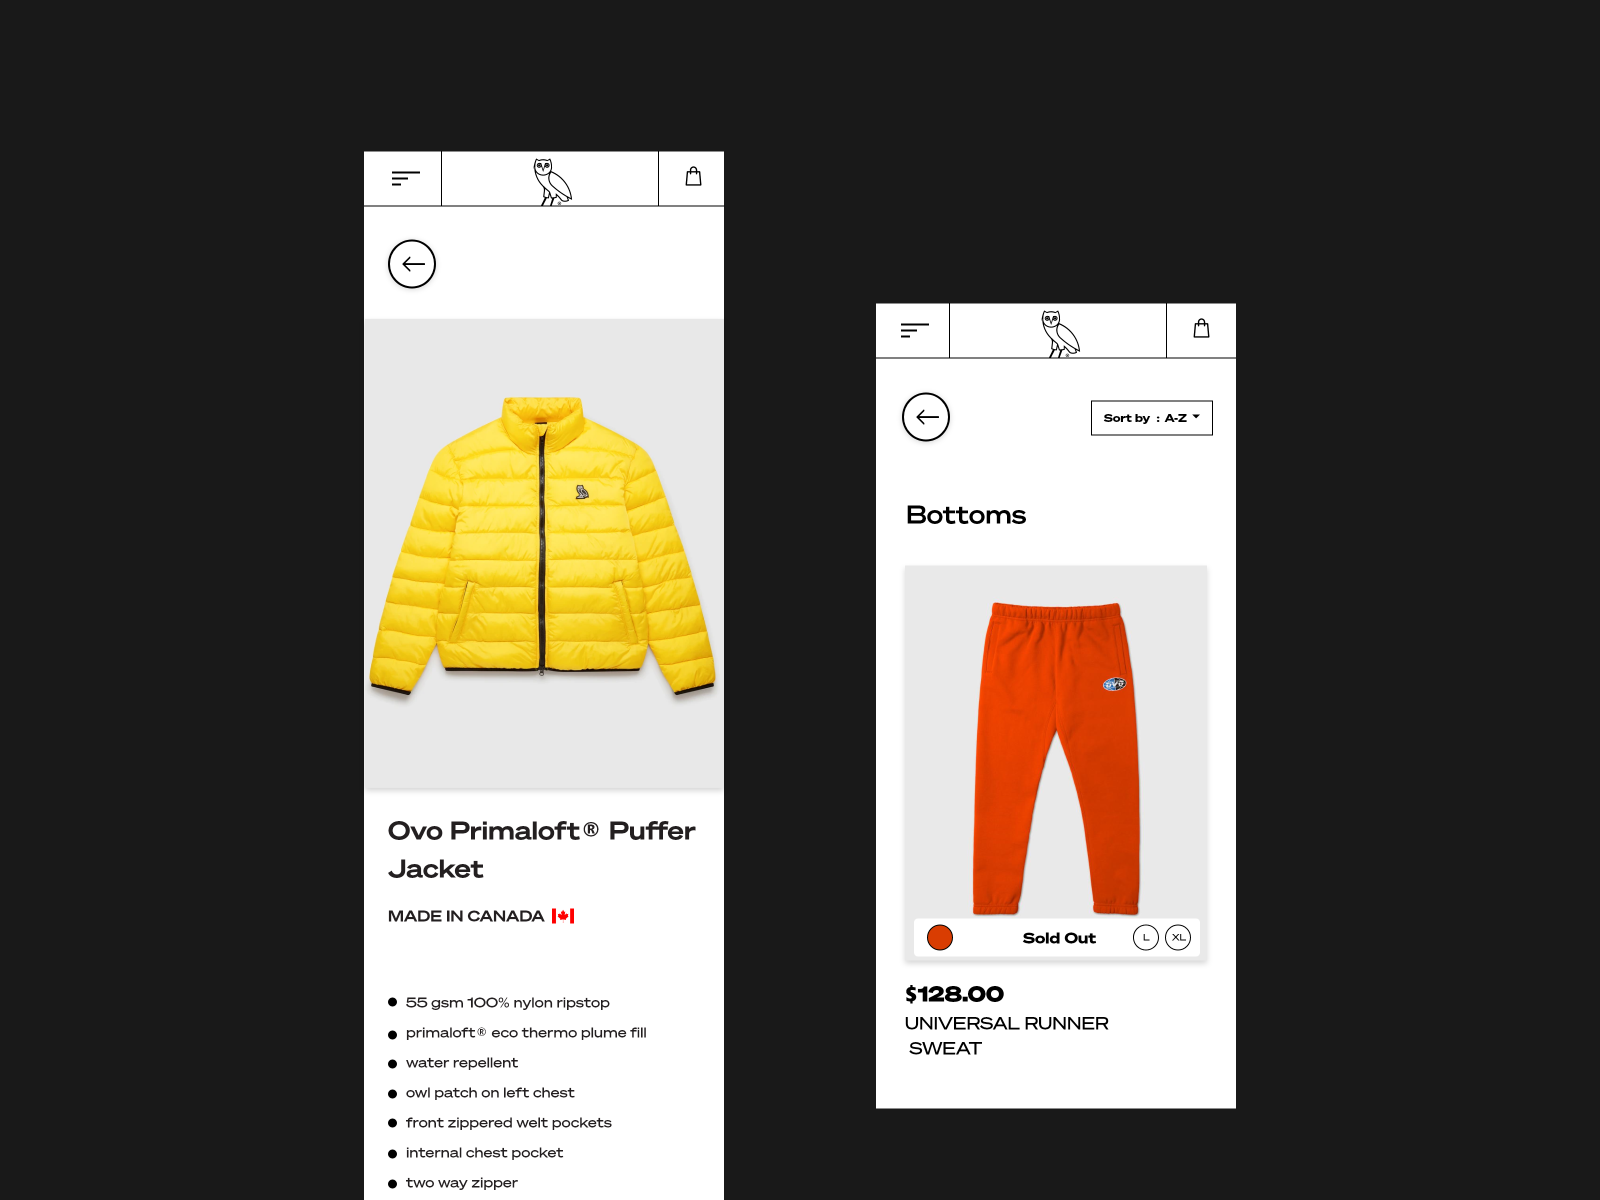 Ovo Primaloft® Puffer
Jacket
MADE IN CANADA
55 gsm 100% nylon ripstop
primaloft® eco thermo plume fill
water repellent
owl patch on left chest
front zippered welt pockets
internal chest pocket
two way zipper
Sort by : A-Z
Bottoms
OVO
Sold Out
L
XL
$128.00
UNIVERSAL RUNNER
SWEAT